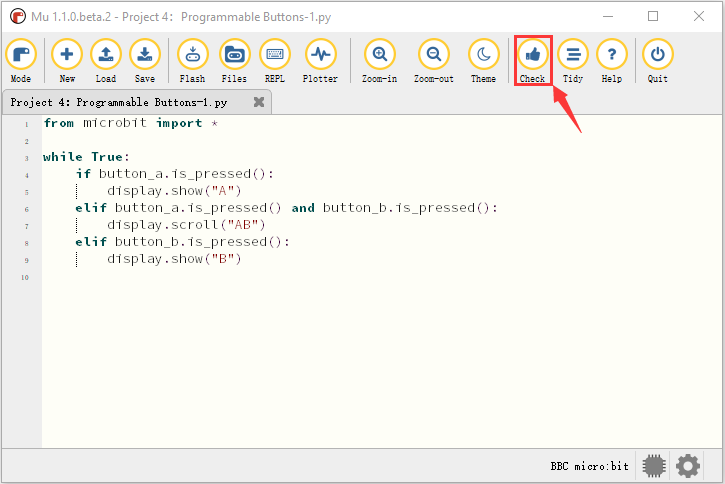 Mu 1.1.0.beta.2 - Project 4: Programmable Buttons-1.py
Mode New Load Save Flash Files REPL Plotter Zoom-in Zoom-out Theme Check Tidy Help Quit
Project 4: Programmable Buttons-1.py
1 from microbit import *
2
3 while True:
4 if button_a.is_pressed():
5 display.show("A")
6 elif button_a.is_pressed() and button_b.is_pressed():
7 display.scroll("AB")
8 elif button_b.is_pressed():
9 display.show("B")
10
BBC micro:bit